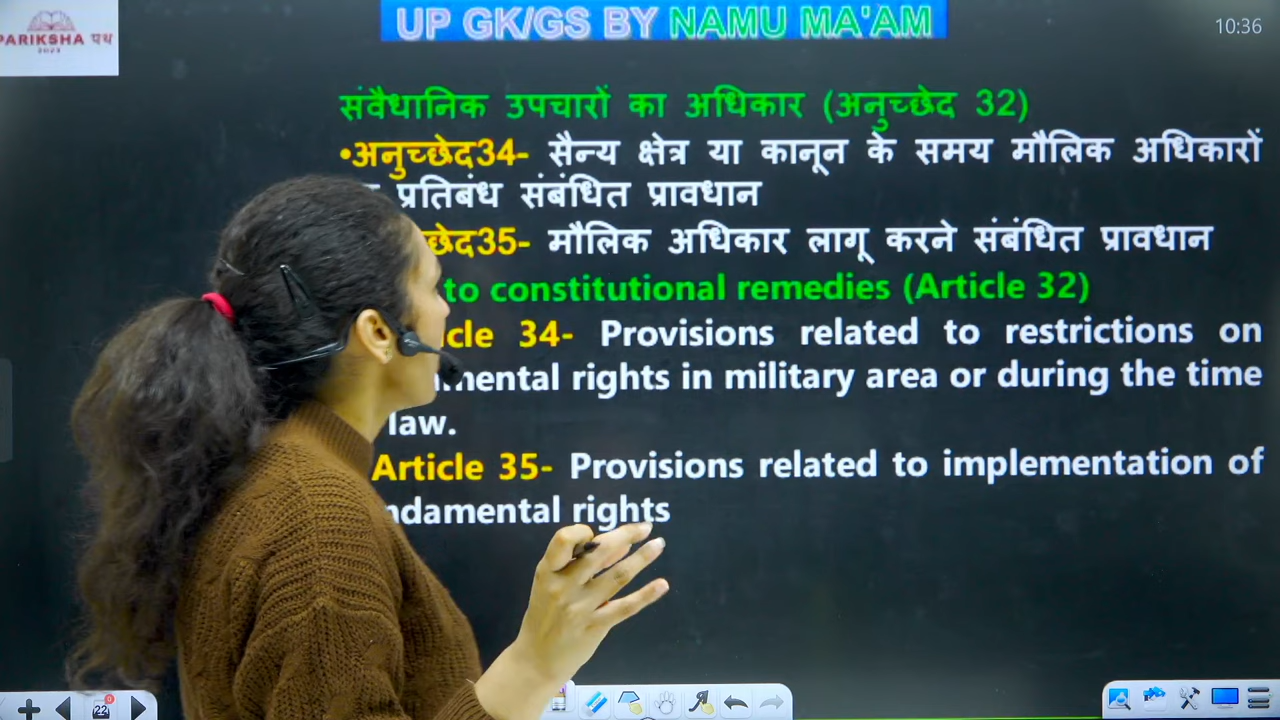 PARIKSHA पथ
UP GK/GS BY NAMU MA'AM
10:36
संवैधानिक उपचारों का अधिकार (अनुच्छेद 32)
•अनुच्छेद34- सैन्य क्षेत्र या कानून के समय मौलिक अधिकारों
प्रतिबंध संबंधित प्रावधान
छेद35- मौलिक अधिकार लागू करने संबंधित प्रावधान
to constitutional remedies (Article 32)
cle 34- Provisions related to restrictions on
mental rights in military area or during the time
law.
Article 35- Provisions related to implementation of
ndamental rights
22